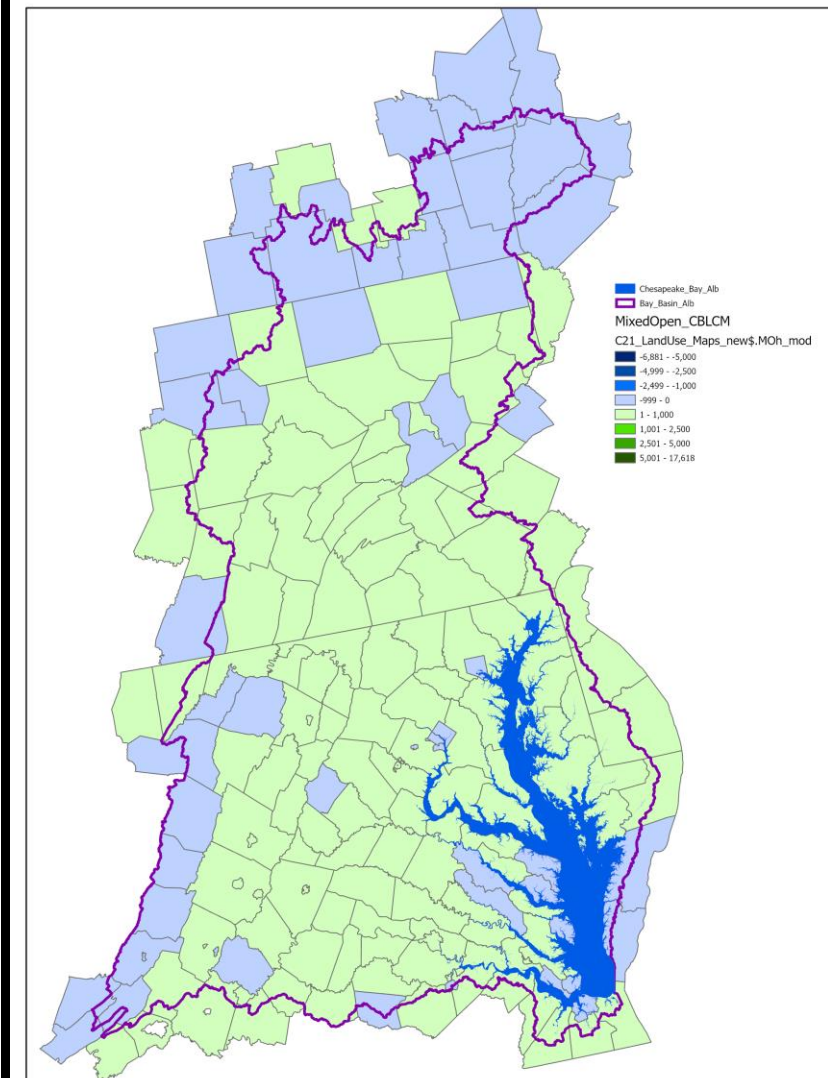 Chesapeake_Bay_Alb
Bay_Basin_Alb
MixedOpen_CBLCM
C21_LandUse_Maps_new$.MOh_mod
-6,881 - -5,000
-4,999 - -2,500
-2,499 - -1,000
-999 - 0
1 - 1,000
1,001 - 2,500
2,501 - 5,000
5,001 - 17,618